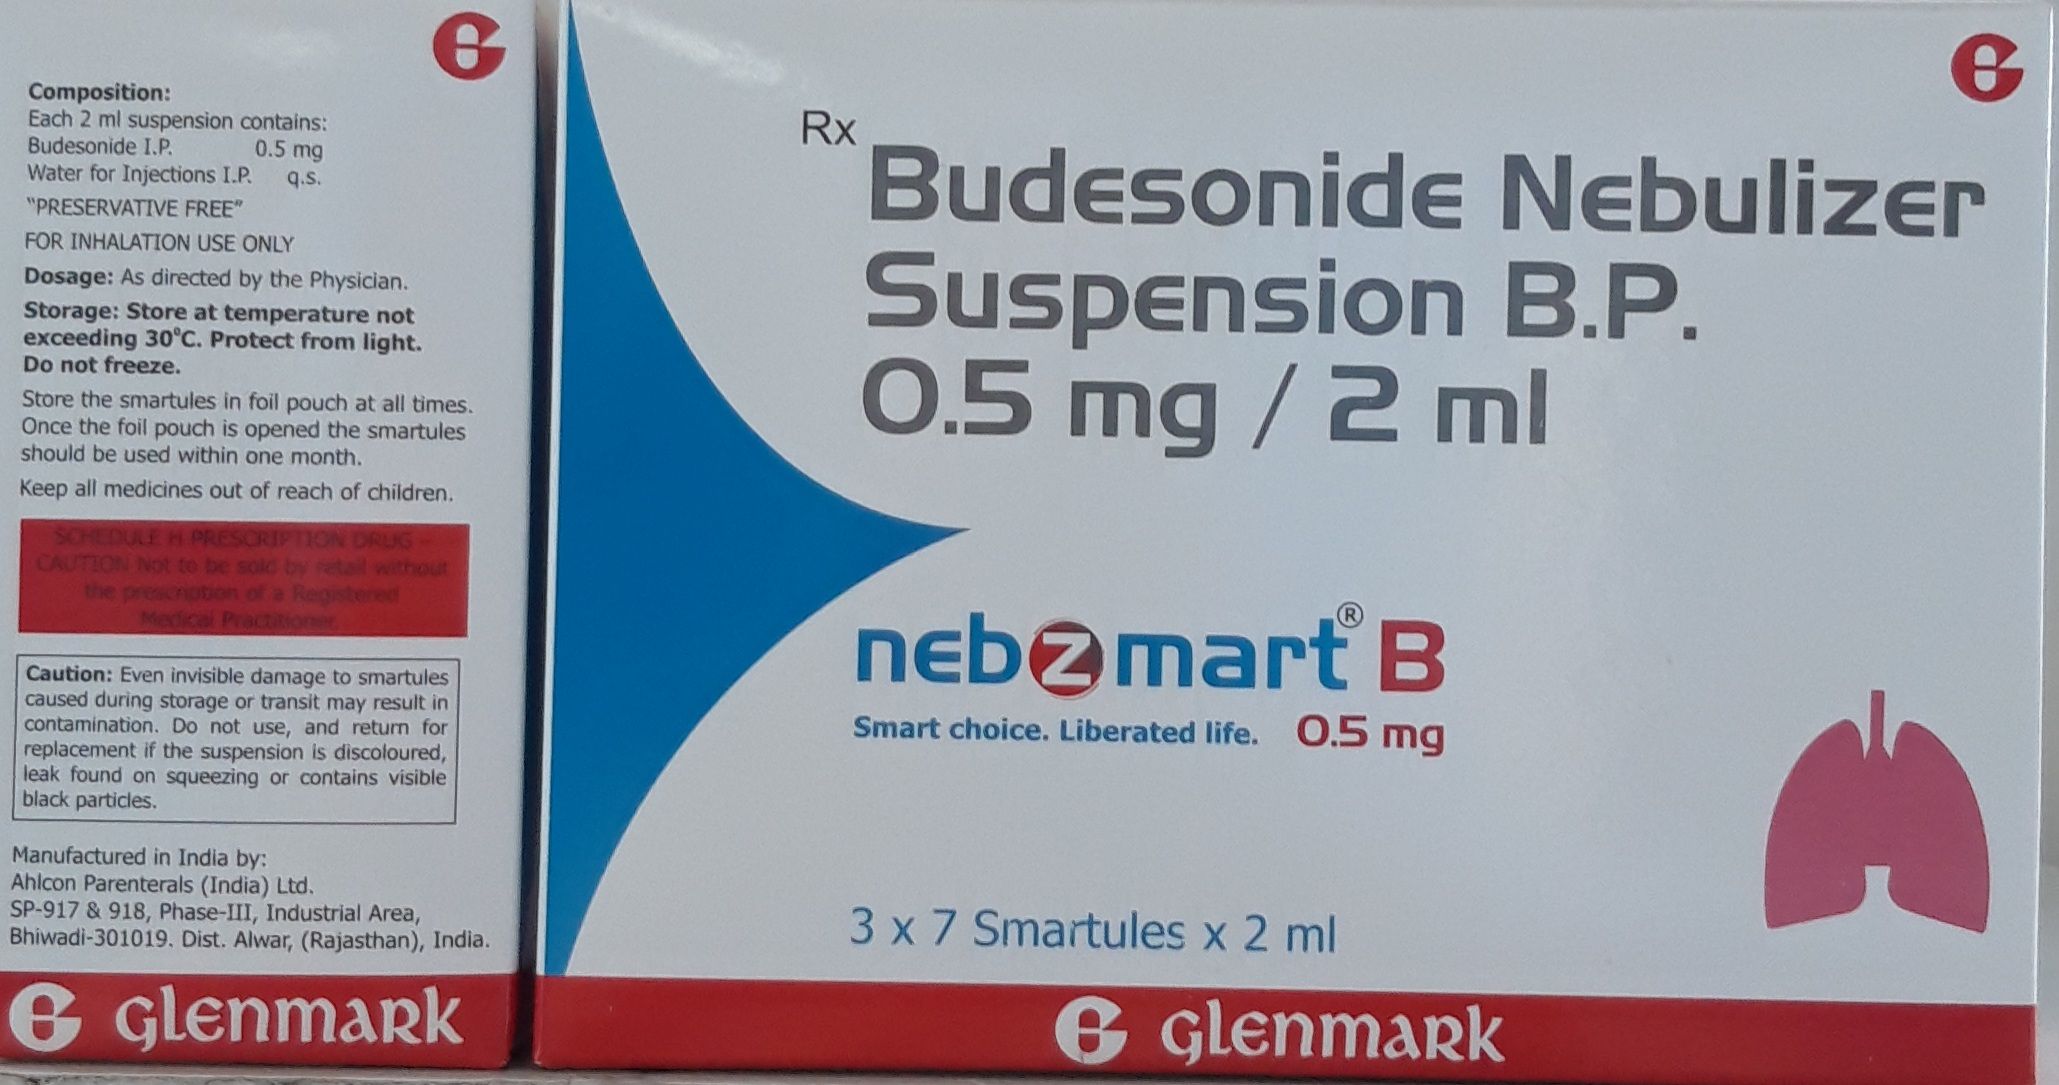 Composition:
Each 2 ml suspension contains:
Budesonide I.P. 0.5 mg
Water for Injections I.P. q.s.
"PRESERVATIVE FREE"
FOR INHALATION USE ONLY
Dosage: As directed by the Physician.
Storage: Store at temperature not
exceeding 30°C. Protect from light.
Do not freeze.
Store the smartules in foil pouch at all times.
Once the foil pouch is opened the smartules
should be used within one month.
Keep all medicines out of reach of children.
SCHEDULE H PRESCRIPTION DRUG -
CAUTION Not to be sold by retail without
the prescription of a Registered
Medical Practitioner.
Caution: Even invisible damage to smartules
caused during storage or transit may result in
contamination. Do not use, and return for
replacement if the suspension is discoloured,
leak found on squeezing or contains visible
black particles.
Manufactured in India by:
Ahlcon Parenterals (India) Ltd.
SP-917 & 918, Phase-III, Industrial Area,
Bhiwadi-301019. Dist. Alwar, (Rajasthan), India.
G glenmark
Rx
Budesonide Nebulizer
Suspension B.P.
0.5 mg / 2 ml
nebzmart® B
Smart choice. Liberated life. 0.5 mg
3 x 7 Smartules x 2 ml
G glenmark